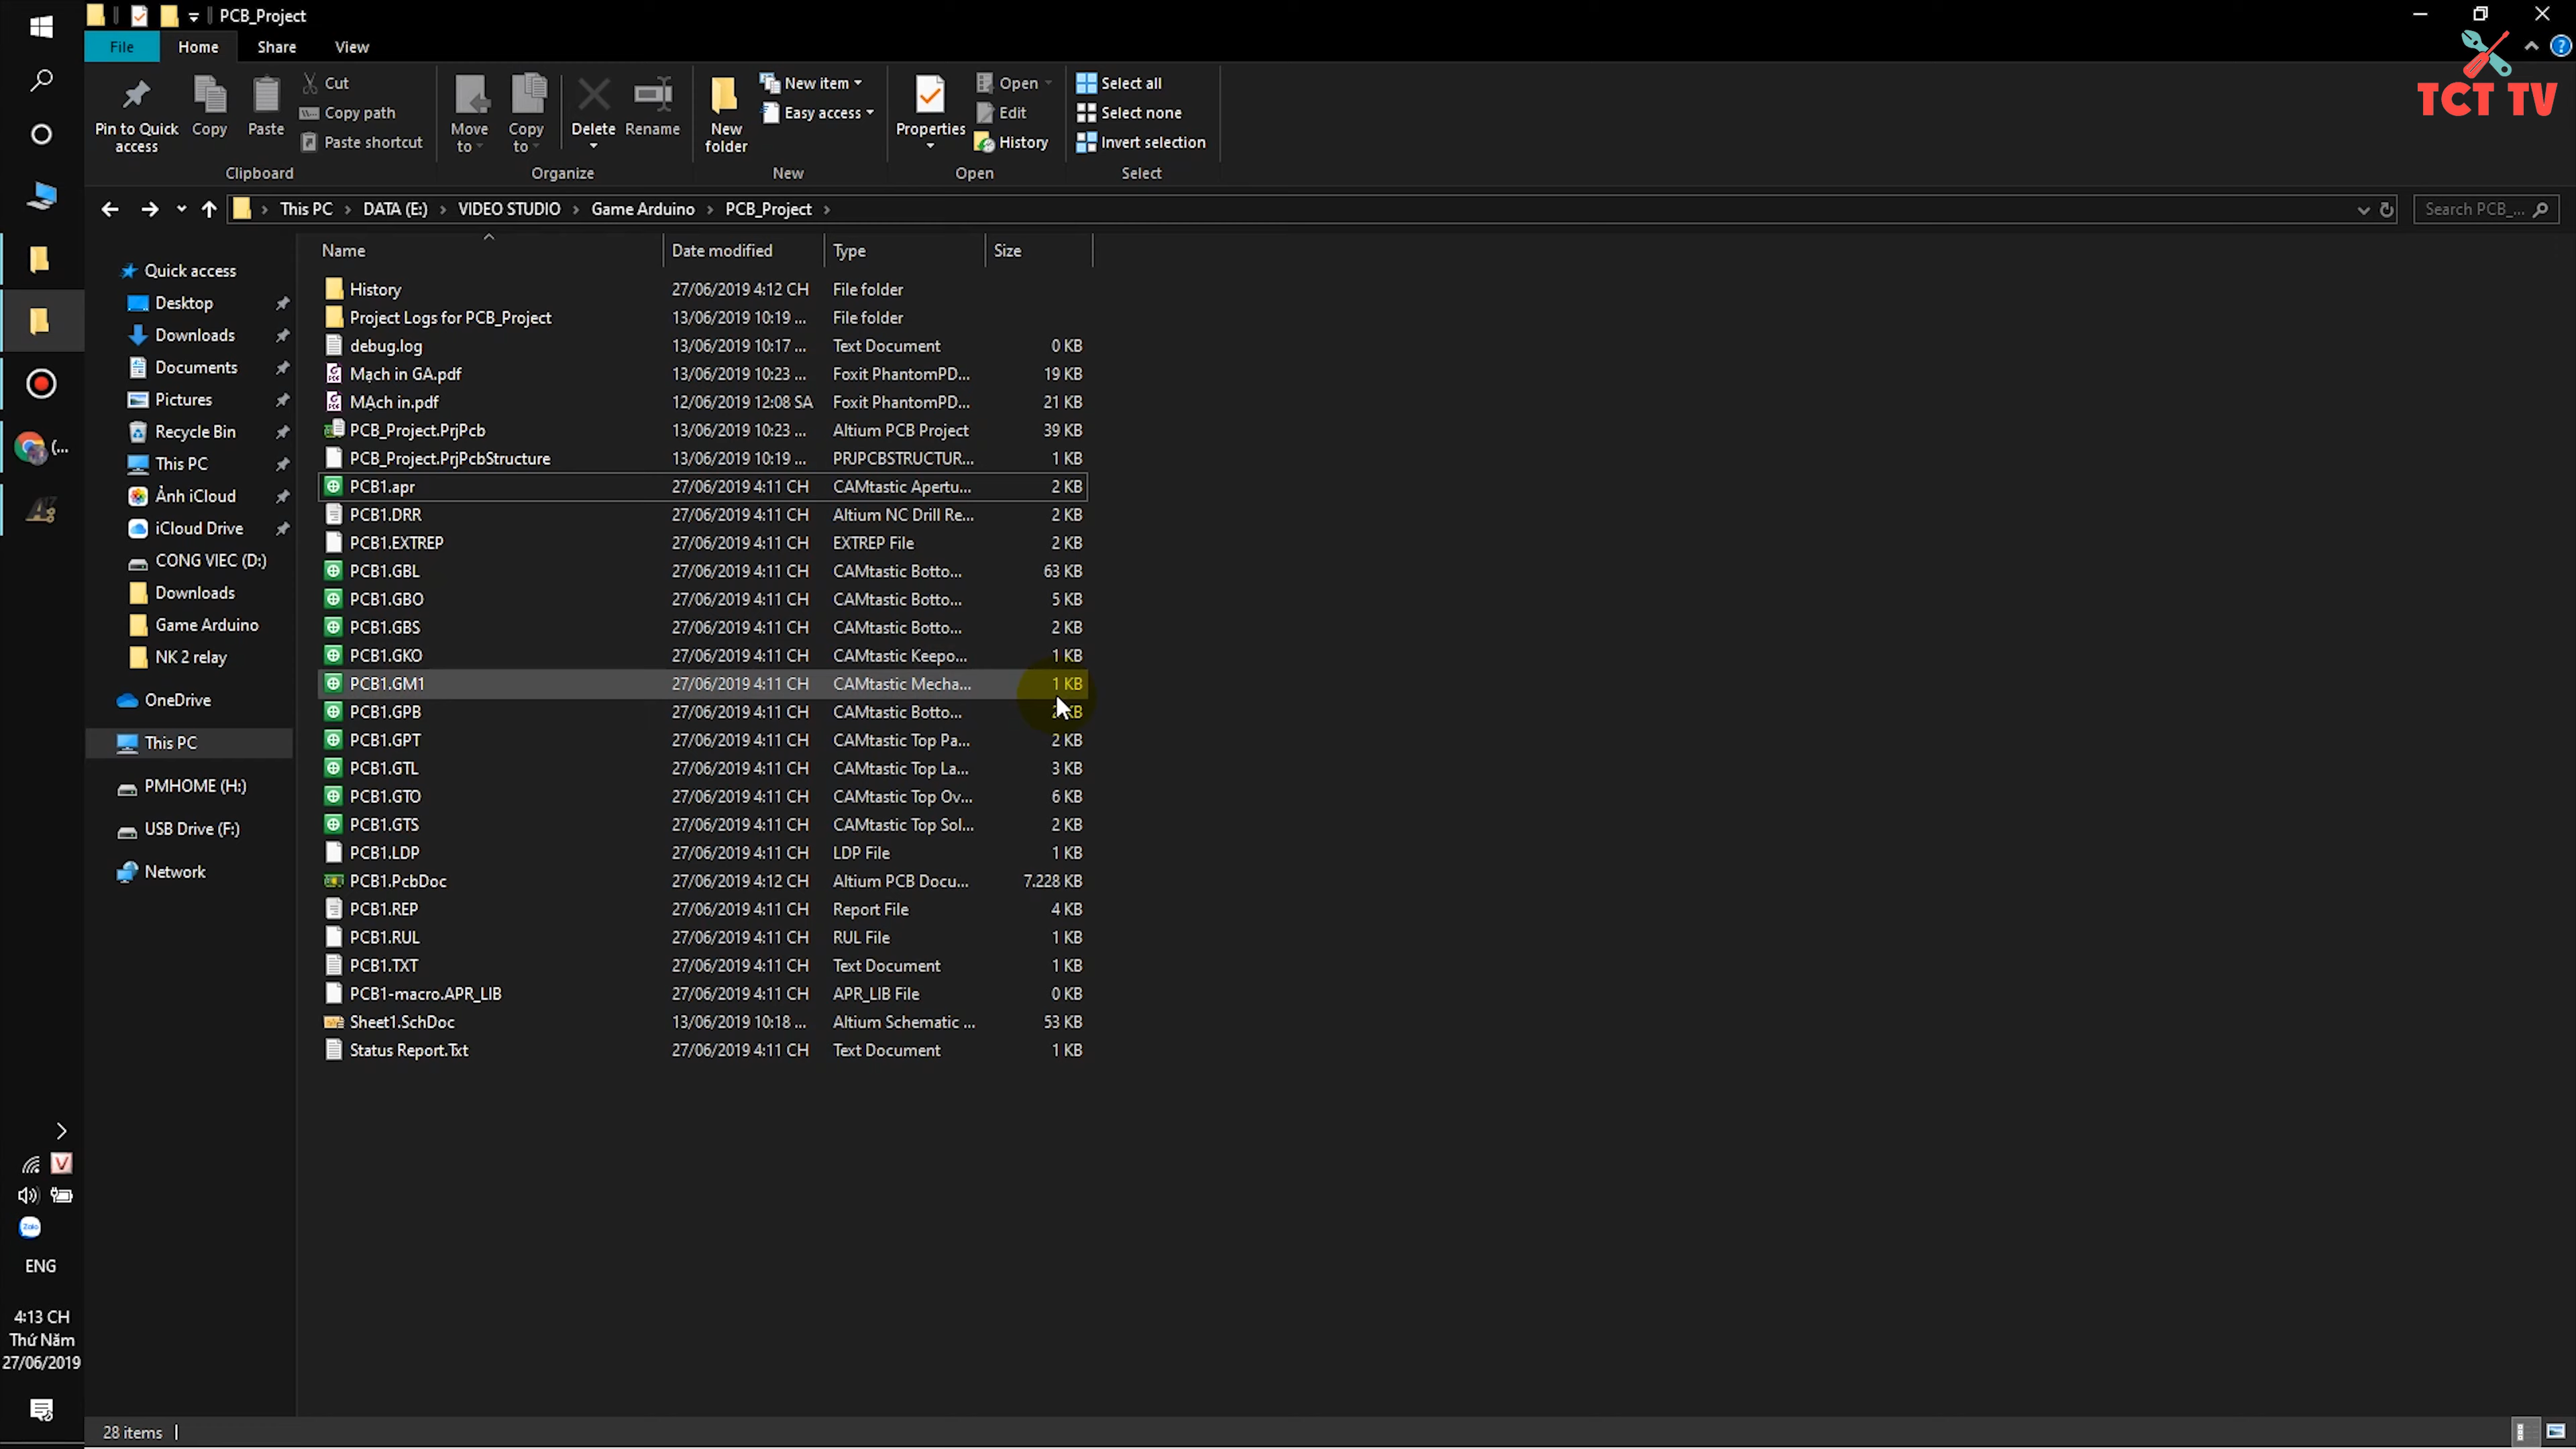 PCB_Project
File Home Share View
TCT TV
Pin to Quick access
Copy
Paste
Cut
Copy path
Paste shortcut
Clipboard
Move to
Copy to
Delete
Rename
Organize
New folder
New item
Easy access
New
Properties
Open
Edit
History
Open
Select all
Select none
Invert selection
Select
This PC DATA (E:) VIDEO STUDIO Game Arduino PCB_Project
Search PCB_...
Quick access
Desktop
Downloads
Documents
Pictures
Recycle Bin
This PC
Ảnh iCloud
iCloud Drive
CONG VIEC (D:)
Downloads
Game Arduino
NK 2 relay
OneDrive
This PC
PMHOME (H:)
USB Drive (F:)
Network
Name Date modified Type Size
History 27/06/2019 4:12 CH File folder
Project Logs for PCB_Project 13/06/2019 10:19 ... File folder
debug.log 13/06/2019 10:17 ... Text Document 0 KB
Mạch in GA.pdf 13/06/2019 10:23 ... Foxit PhantomPD... 19 KB
MẠch in.pdf 12/06/2019 12:08 SA Foxit PhantomPD... 21 KB
PCB_Project.PrjPcb 13/06/2019 10:23 ... Altium PCB Project 39 KB
PCB_Project.PrjPcbStructure 13/06/2019 10:19 ... PRJPCBSTRUCTUR... 1 KB
PCB1.apr 27/06/2019 4:11 CH CAMtastic Apertu... 2 KB
PCB1.DRR 27/06/2019 4:11 CH Altium NC Drill Re... 2 KB
PCB1.EXTREP 27/06/2019 4:11 CH EXTREP File 2 KB
PCB1.GBL 27/06/2019 4:11 CH CAMtastic Botto... 63 KB
PCB1.GBO 27/06/2019 4:11 CH CAMtastic Botto... 5 KB
PCB1.GBS 27/06/2019 4:11 CH CAMtastic Botto... 2 KB
PCB1.GKO 27/06/2019 4:11 CH CAMtastic Keepo... 1 KB
PCB1.GM1 27/06/2019 4:11 CH CAMtastic Mecha... 1 KB
PCB1.GPB 27/06/2019 4:11 CH CAMtastic Botto... KB
PCB1.GPT 27/06/2019 4:11 CH CAMtastic Top Pa... 2 KB
PCB1.GTL 27/06/2019 4:11 CH CAMtastic Top La... 3 KB
PCB1.GTO 27/06/2019 4:11 CH CAMtastic Top Ov... 6 KB
PCB1.GTS 27/06/2019 4:11 CH CAMtastic Top Sol... 2 KB
PCB1.LDP 27/06/2019 4:11 CH LDP File 1 KB
PCB1.PcbDoc 27/06/2019 4:12 CH Altium PCB Docu... 7.228 KB
PCB1.REP 27/06/2019 4:11 CH Report File 4 KB
PCB1.RUL 27/06/2019 4:11 CH RUL File 1 KB
PCB1.TXT 27/06/2019 4:11 CH Text Document 1 KB
PCB1-macro.APR_LIB 27/06/2019 4:11 CH APR_LIB File 0 KB
Sheet1.SchDoc 13/06/2019 10:18 ... Altium Schematic ... 53 KB
Status Report.Txt 27/06/2019 4:11 CH Text Document 1 KB
(...
V
Zalo
ENG
4:13 CH
Thứ Năm
27/06/2019
28 items